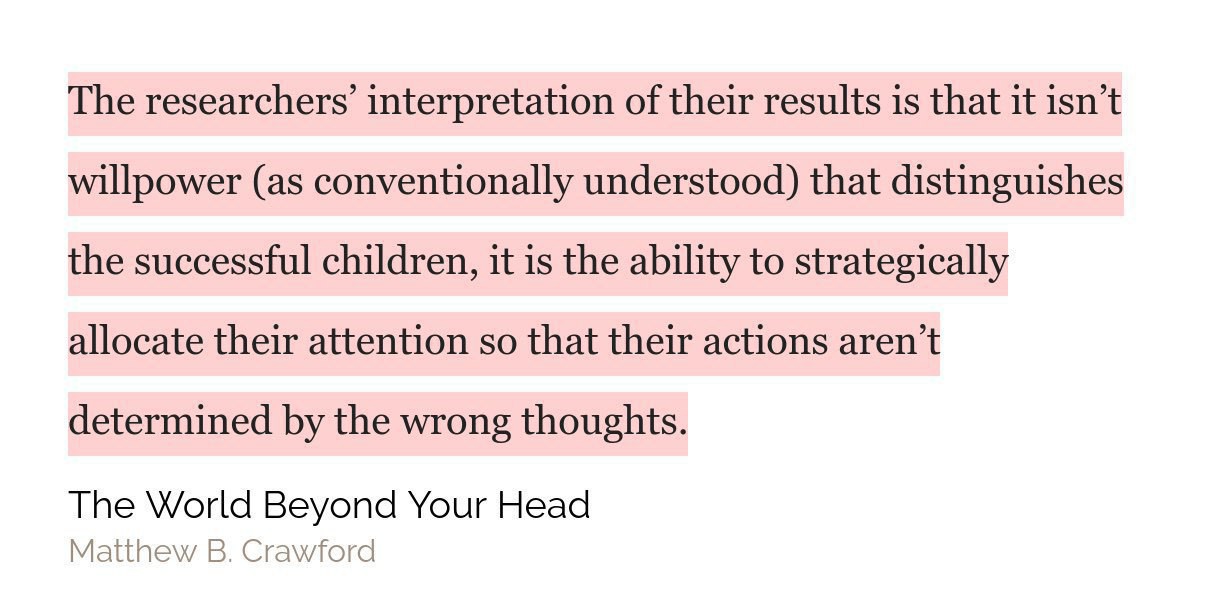 The researchers’ interpretation of their results is that it isn’t
willpower (as conventionally understood) that distinguishes
the successful children, it is the ability to strategically
allocate their attention so that their actions aren’t
determined by the wrong thoughts.
The World Beyond Your Head
Matthew B. Crawford